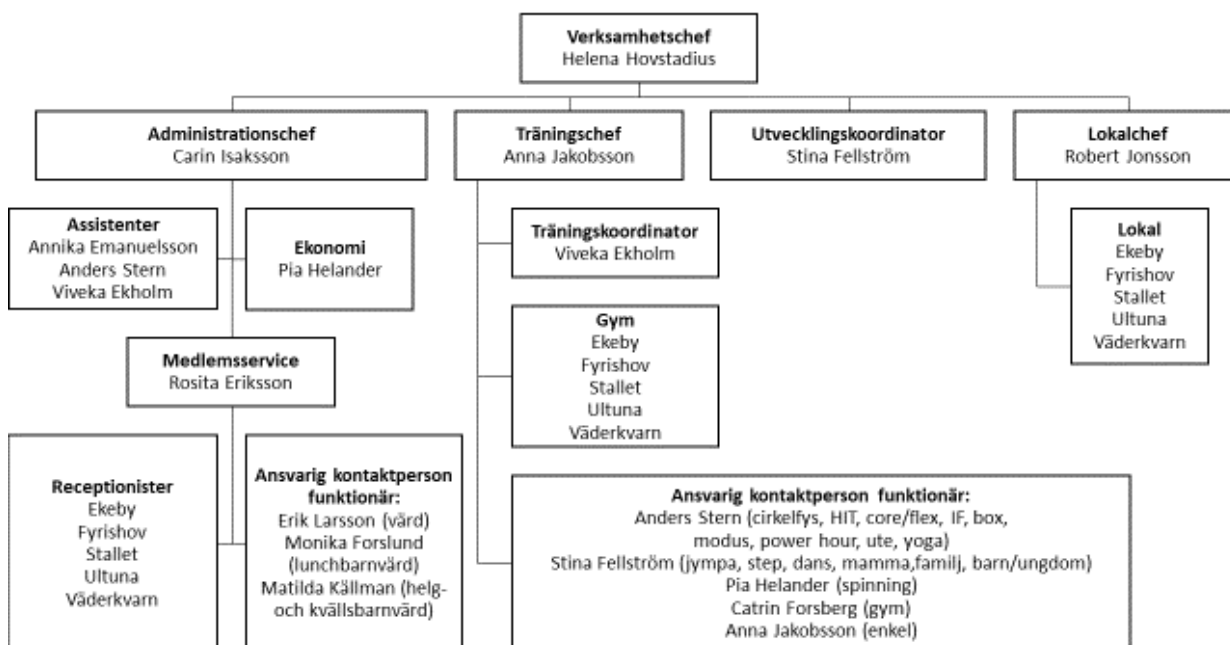 Verksamhetschef
Helena Hovstadius
Administrationschef
Carin Isaksson
Träningschef
Anna Jakobsson
Utvecklingskoordinator
Stina Fellström
Lokalchef
Robert Jonsson
Assistenter
Annika Emanuelsson
Anders Stern
Viveka Ekholm
Ekonomi
Pia Helander
Träningskoordinator
Viveka Ekholm
Lokal
Ekeby
Fyrishov
Stallet
Ultuna
Väderkvarn
Gym
Ekeby
Fyrishov
Stallet
Ultuna
Väderkvarn
Medlemsservice
Rosita Eriksson
Receptionister
Ekeby
Fyrishov
Stallet
Ultuna
Väderkvarn
Ansvarig kontaktperson
funktionär:
Erik Larsson (värd)
Monika Forslund
(lunchbarnvärd)
Matilda Källman (helg-
och kvällsbarnvärd)
Ansvarig kontaktperson funktionär:
Anders Stern (cirkelfys, HIT, core/flex, IF, box,
modus, power hour, ute, yoga)
Stina Fellström (jympa, step, dans, mamma,familj, barn/ungdom)
Pia Helander (spinning)
Catrin Forsberg (gym)
Anna Jakobsson (enkel)